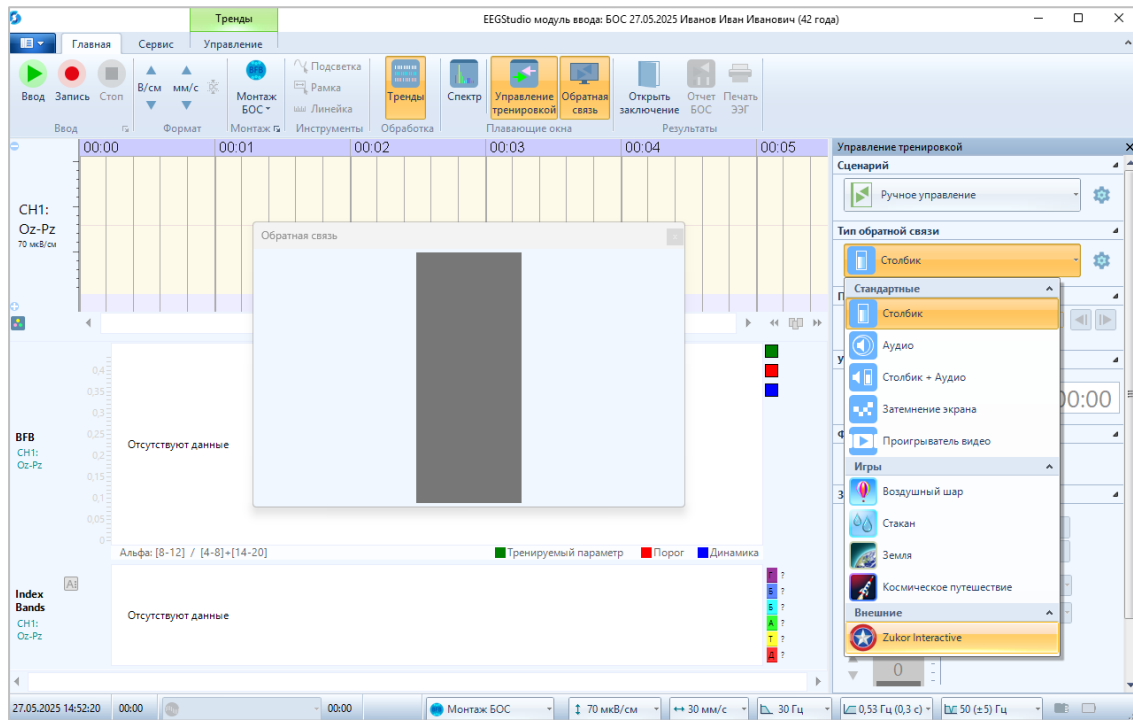 Тренды
EEGStudio модуль ввода: БОС 27.05.2025 Иванов Иван Иванович (42 года)
Главная Сервис Управление
Ввод Запись Стоп
В/см мм/с
BFB
Монтаж БОС
Подсветка
Рамка
Линейка
Тренды
Спектр
Управление тренировкой
Обратная связь
Открыть заключение
Отчет БОС
Печать ЭЭГ
Ввод Формат Монтаж Инструменты Обработка Плавающие окна Результаты
00:00 00:01 00:02 00:03 00:04 00:05
CH1:
Oz-Pz
70 мкВ/см
Обратная связь
0,4
0,35
0,3
0,25
0,2
0,15
0,1
0,05
0
BFB
CH1:
Oz-Pz
Отсутствуют данные
Альфа: [8-12] / [4-8]+[14-20]
Тренируемый параметр Порог Динамика
Index
Bands
CH1:
Oz-Pz
Отсутствуют данные
Г ?
Б ?
Б ?
А ?
Т ?
Д ?
Управление тренировкой
Сценарий
Ручное управление
Тип обратной связи
Столбик
Стандартные
Столбик
Аудио
Столбик + Аудио
Затемнение экрана
Проигрыватель видео
Игры
Воздушный шар
Стакан
Земля
Космическое путешествие
Внешние
Zukor Interactive
00:00
0
27.05.2025 14:52:20 00:00 00:00 Монтаж БОС 70 мкВ/см 30 мм/с 30 Гц 0,53 Гц (0,3 с) 50 (±5) Гц